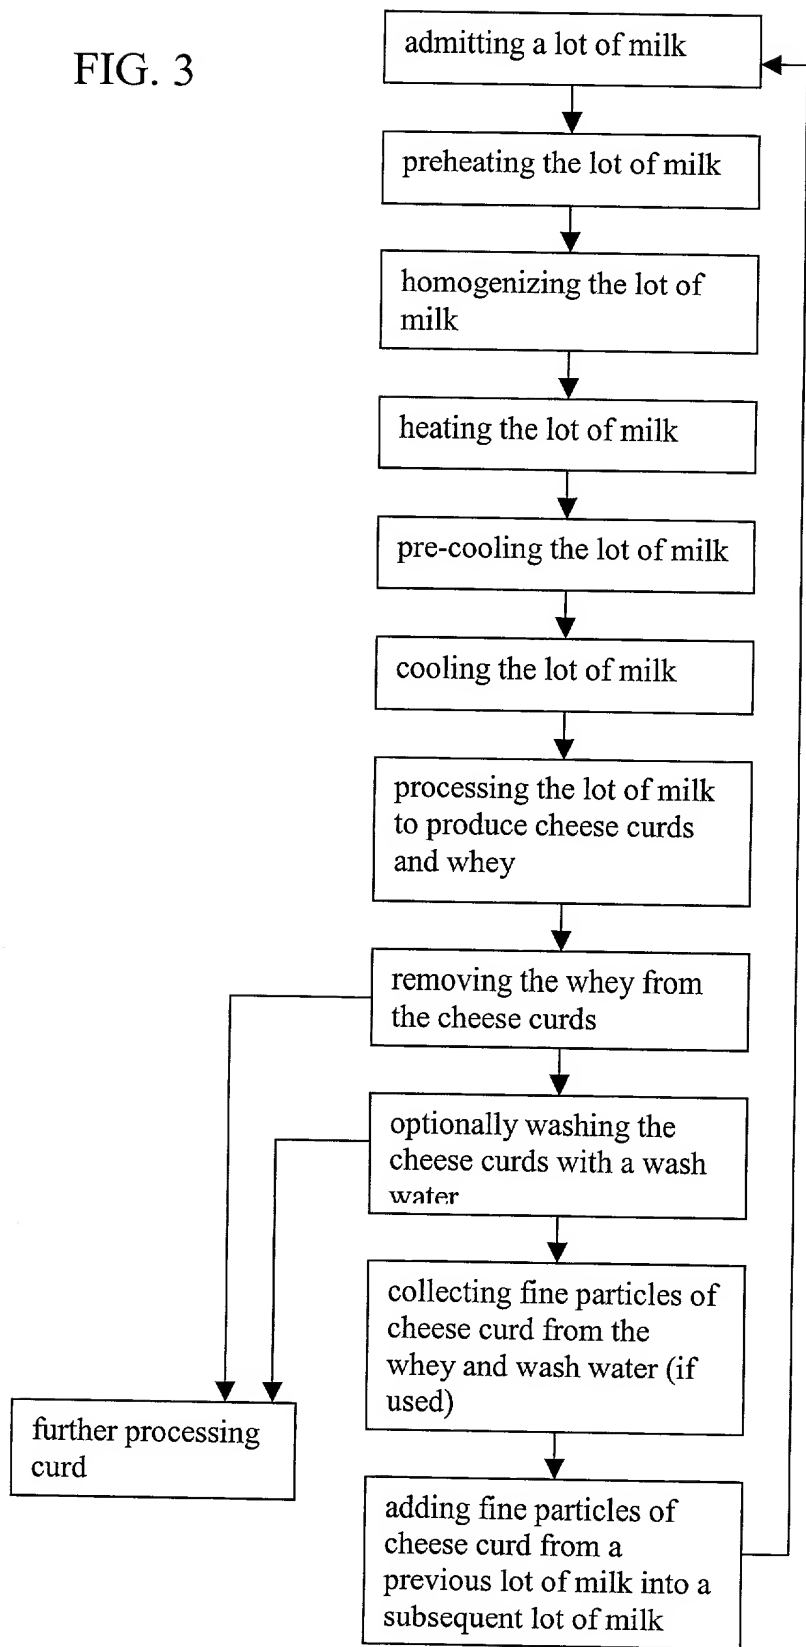 FIG. 3
admitting a lot of milk
preheating the lot of milk
homogenizing the lot of
milk
heating the lot of milk
pre-cooling the lot of milk
cooling the lot of milk
processing the lot of milk
to produce cheese curds
and whey
removing the whey from
the cheese curds
optionally washing the
cheese curds with a wash
water
collecting fine particles of
cheese curd from the
whey and wash water (if
used)
further processing
curd
adding fine particles of
cheese curd from a
previous lot of milk into a
subsequent lot of milk